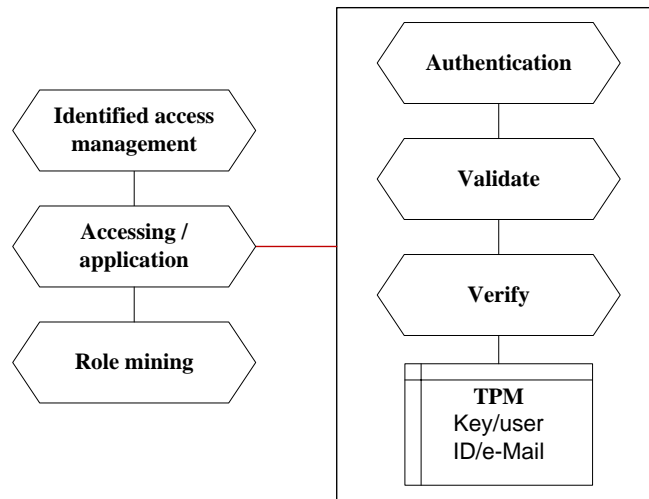 Identified access
management
Accessing /
application
Role mining
Authentication
Validate
Verify
TPM
Key/user
ID/e-Mail